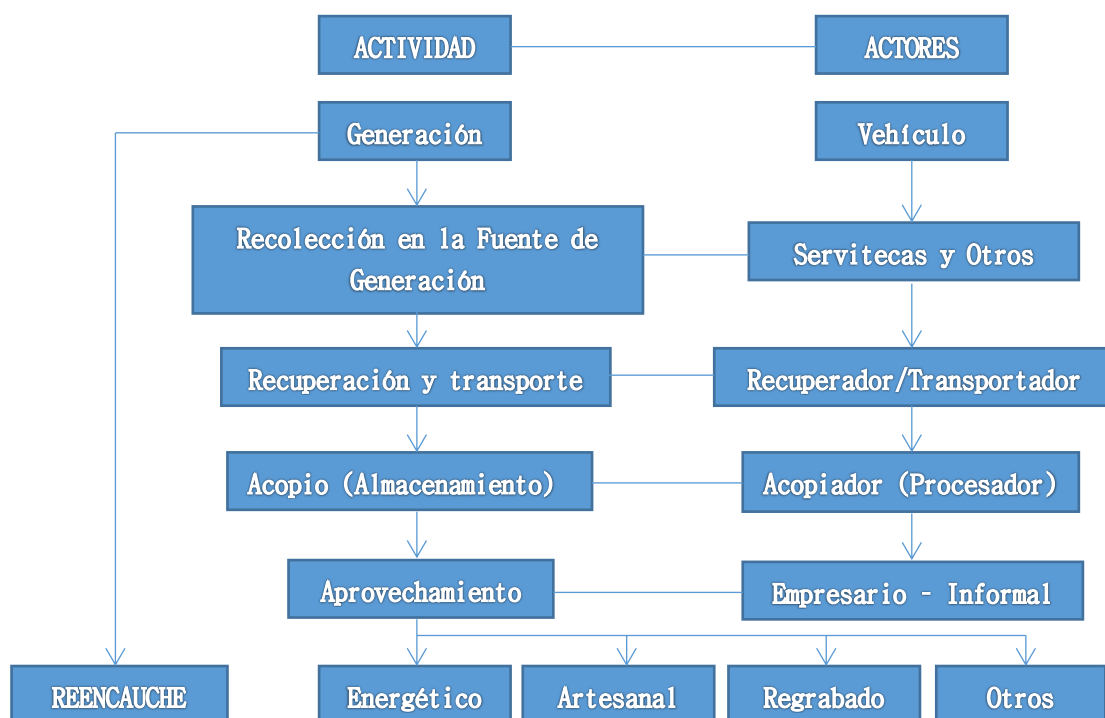 ACTIVIDAD
ACTORES
Generación
Vehículo
Recolección en la Fuente de
Generación
Servitecas y Otros
Recuperación y transporte
Recuperador/Transportador
Acopio (Almacenamiento)
Acopiador (Procesador)
Aprovechamiento
Empresario - Informal
REENCAUCHE
Energético
Artesanal
Regrabado
Otros